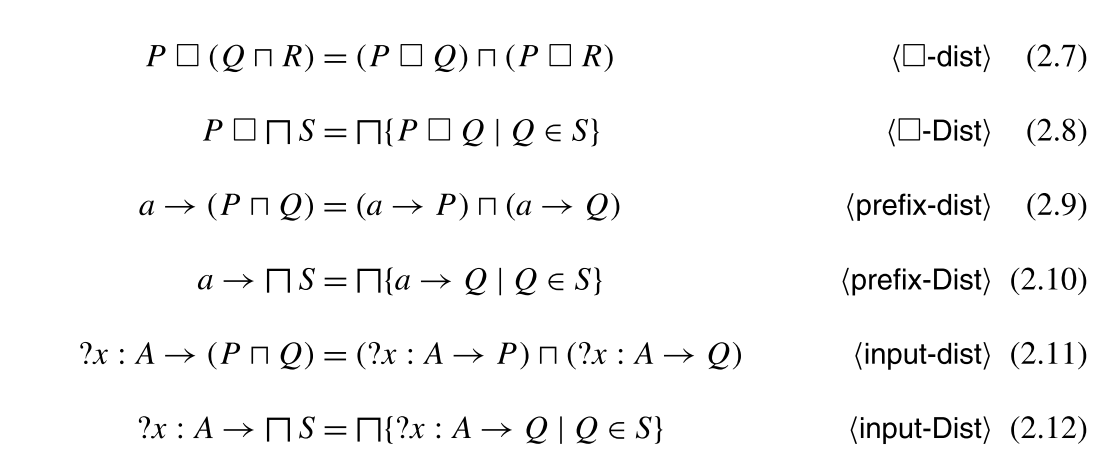 P □ (Q ⊓ R) = (P □ Q) ⊓ (P □ R) ⟨□-dist⟩ (2.7)
P □ ⨅ S = ⨅{P □ Q | Q ∈ S} ⟨□-Dist⟩ (2.8)
a → (P ⊓ Q) = (a → P) ⊓ (a → Q) ⟨prefix-dist⟩ (2.9)
a → ⨅ S = ⨅{a → Q | Q ∈ S} ⟨prefix-Dist⟩ (2.10)
?x : A → (P ⊓ Q) = (?x : A → P) ⊓ (?x : A → Q) ⟨input-dist⟩ (2.11)
?x : A → ⨅ S = ⨅{?x : A → Q | Q ∈ S} ⟨input-Dist⟩ (2.12)